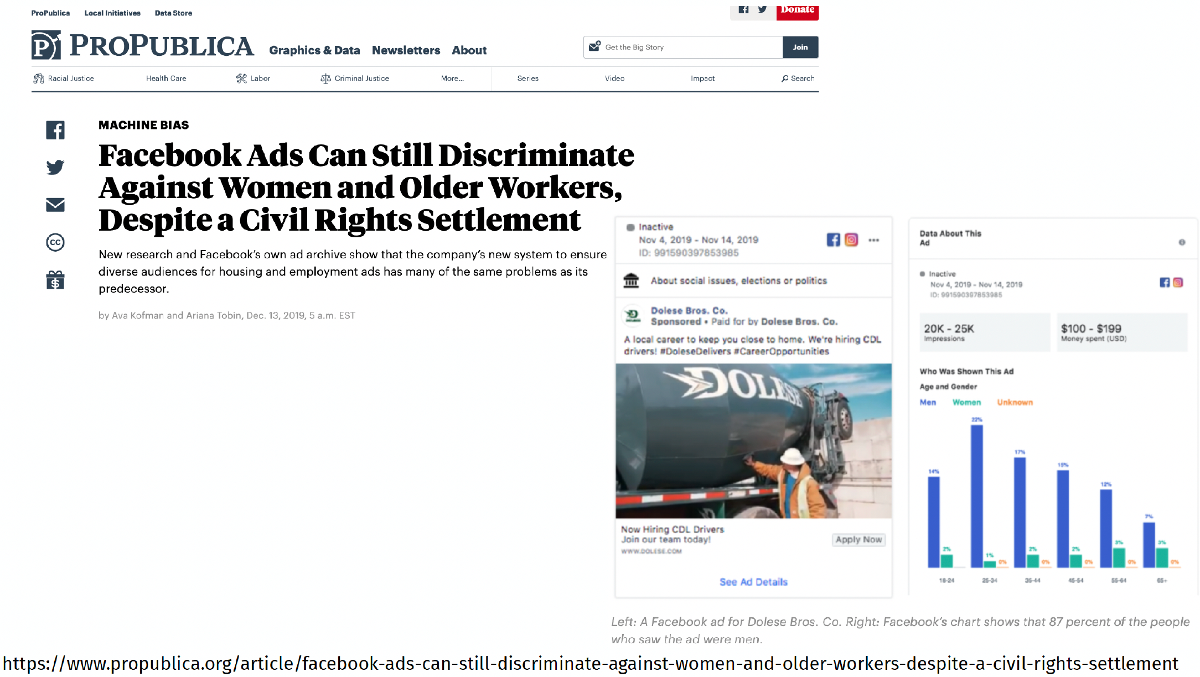 ProPublica Local Initiatives Data Store
Donate
PROPUBLICA Graphics & Data Newsletters About
Get the Big Story Join
Racial Justice Health Care Labor Criminal Justice More... Series Video Impact Search
MACHINE BIAS
Facebook Ads Can Still Discriminate
Against Women and Older Workers,
Despite a Civil Rights Settlement
New research and Facebook's own ad archive show that the company's new system to ensure
diverse audiences for housing and employment ads has many of the same problems as its
predecessor.
by Ava Kofman and Ariana Tobin, Dec. 13, 2019, 5 a.m. EST
Inactive
Nov 4, 2019 - Nov 14, 2019
ID: 991590397853985
About social issues, elections or politics
Dolese Bros. Co.
Sponsored • Paid for by Dolese Bros. Co.
A local career to keep you close to home. We're hiring CDL
drivers! #DoleseDelivers #CareerOpportunities
DOLESE
Now Hiring CDL Drivers
Join our team today!
WWW.DOLESE.COM
Apply Now
See Ad Details
Data About This
Ad
Inactive
Nov 4, 2019 - Nov 14, 2019
ID: 991590397853985
20K - 25K
Impressions
$100 - $199
Money spent (USD)
Who Was Shown This Ad
Age and Gender
Men Women Unknown
14% 2%
22% 1% 0%
17% 2% 0%
2% 0%
12% 3% 0%
7% 3% 0%
18-24 25-34 35-44 45-54 55-64 65+
Left: A Facebook ad for Dolese Bros. Co. Right: Facebook's chart shows that 87 percent of the people
who saw the ad were men.
https://www.propublica.org/article/facebook-ads-can-still-discriminate-against-women-and-older-workers-despite-a-civil-rights-settlement